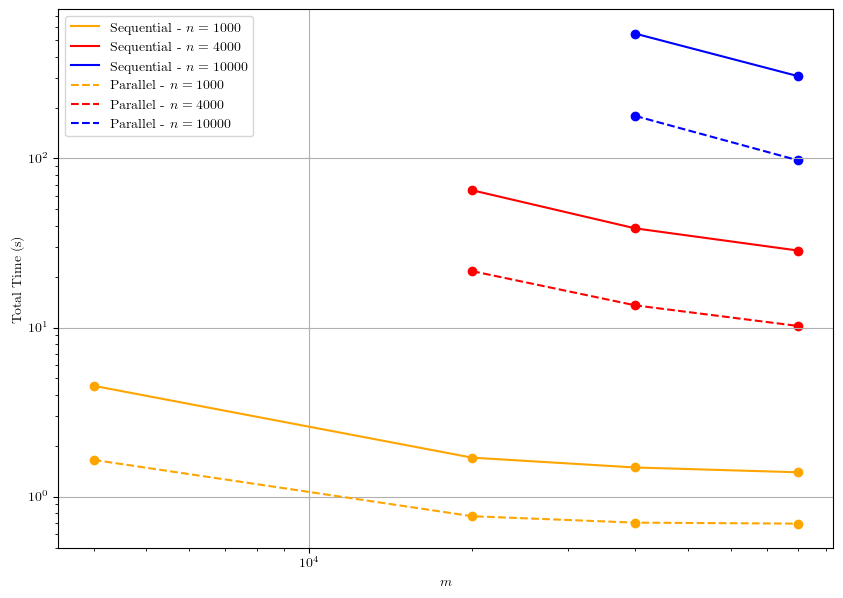 Sequential - n = 1000
Sequential - n = 4000
Sequential - n = 10000
Parallel - n = 1000
Parallel - n = 4000
Parallel - n = 10000
10²
10¹
10⁰
Total Time (s)
10⁴
m